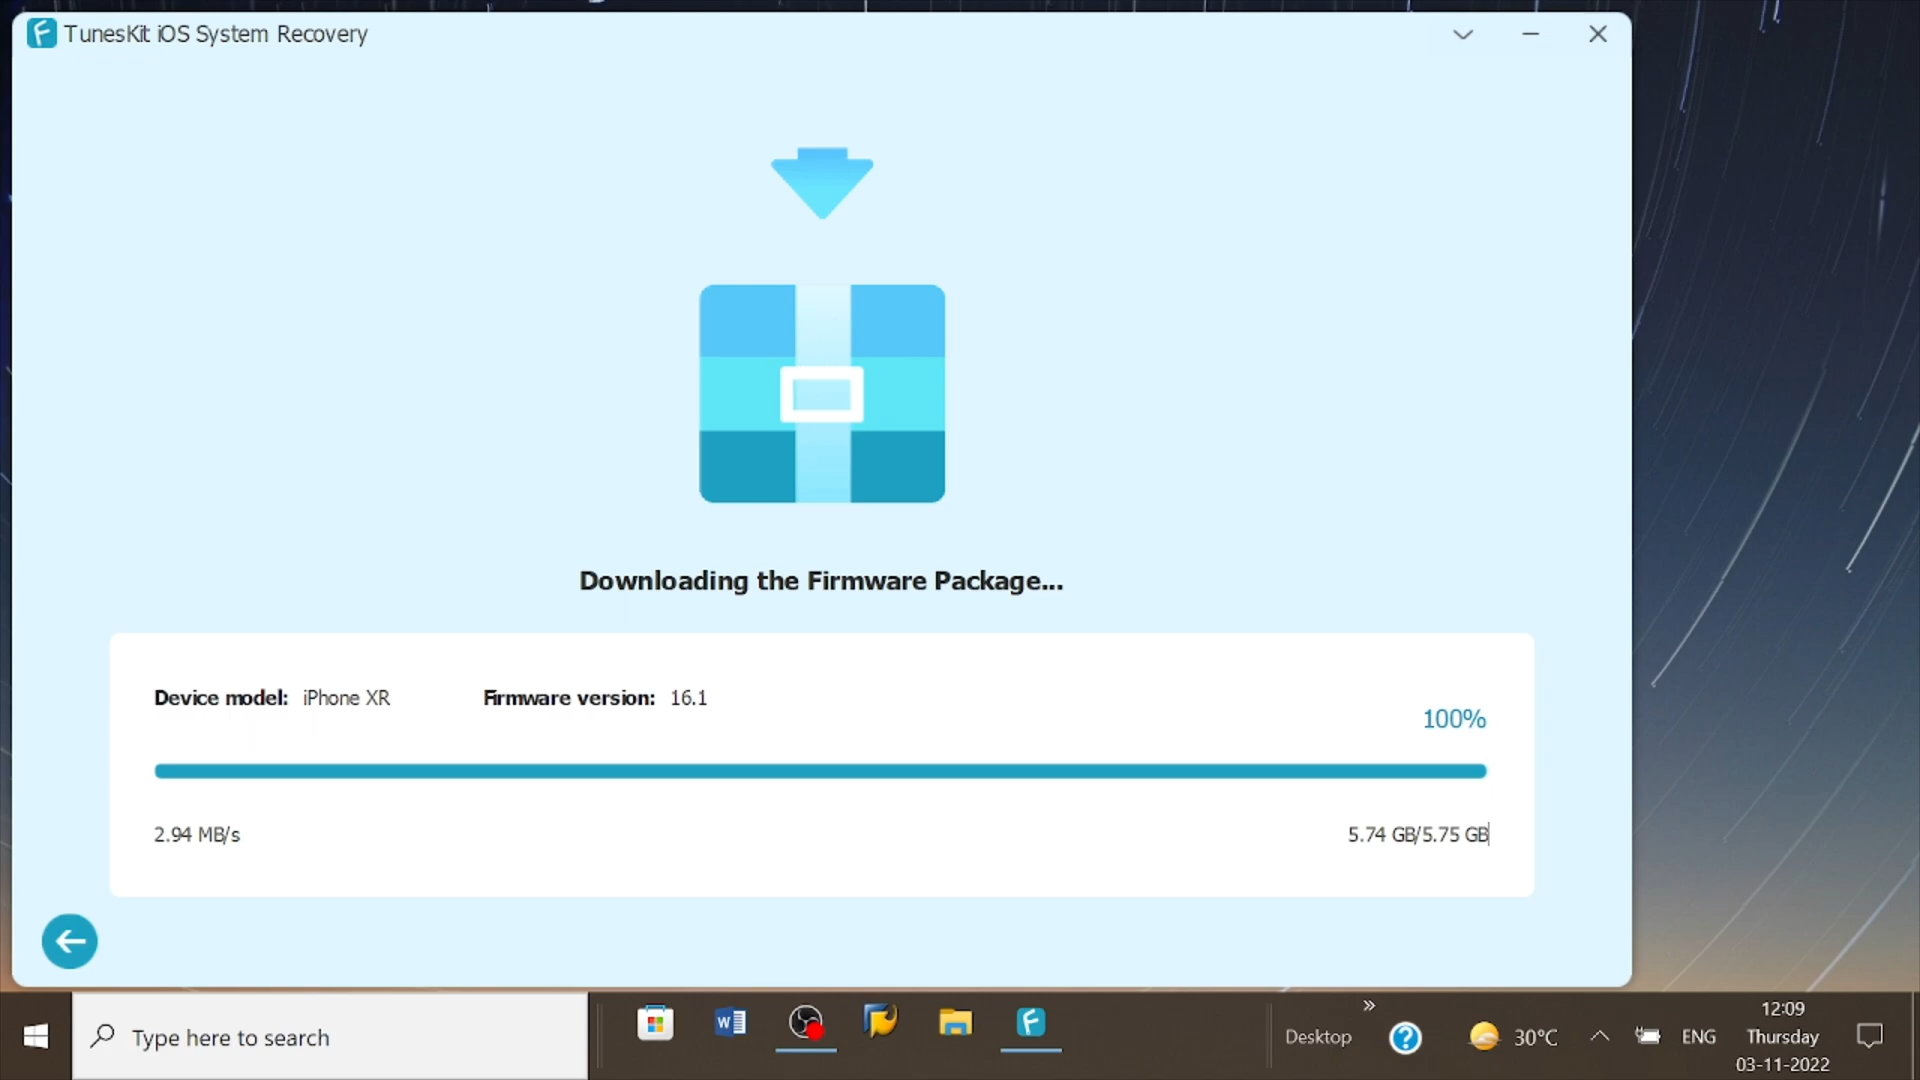 TunesKit iOS System Recovery
Downloading the Firmware Package...
Device model: iPhone XR Firmware version: 16.1
100%
2.94 MB/s 5.74 GB/5.75 GB
Type here to search
Desktop
30°C
ENG
12:09
Thursday
03-11-2022